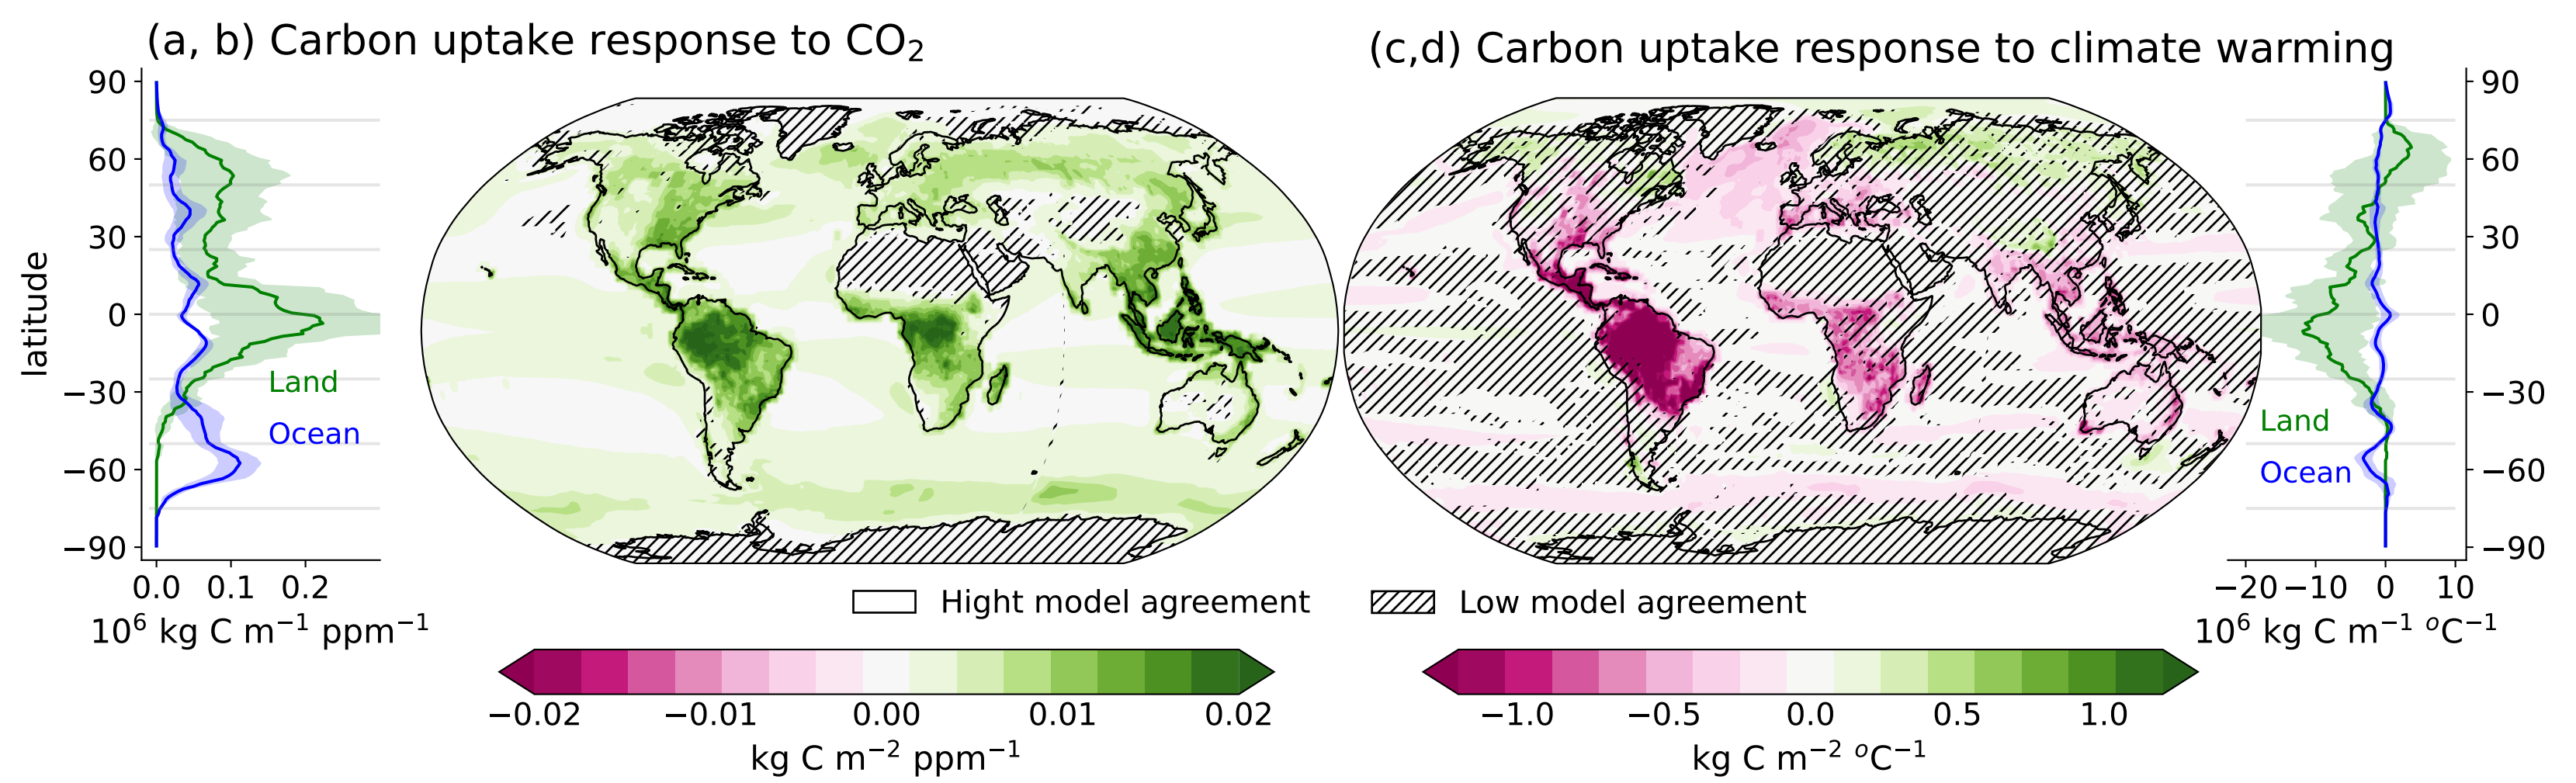 (a, b) Carbon uptake response to CO₂
(c,d) Carbon uptake response to climate warming
latitude
90
60
30
0
−30
−60
−90
0.0 0.1 0.2
10⁶ kg C m⁻¹ ppm⁻¹
Land
Ocean
Land
Ocean
90
60
30
0
−30
−60
−90
−20 −10 0 10
10⁶ kg C m⁻¹ ᵒC⁻¹
Hight model agreement
Low model agreement
−0.02 −0.01 0.00 0.01 0.02
kg C m⁻² ppm⁻¹
−1.0 −0.5 0.0 0.5 1.0
kg C m⁻² ᵒC⁻¹